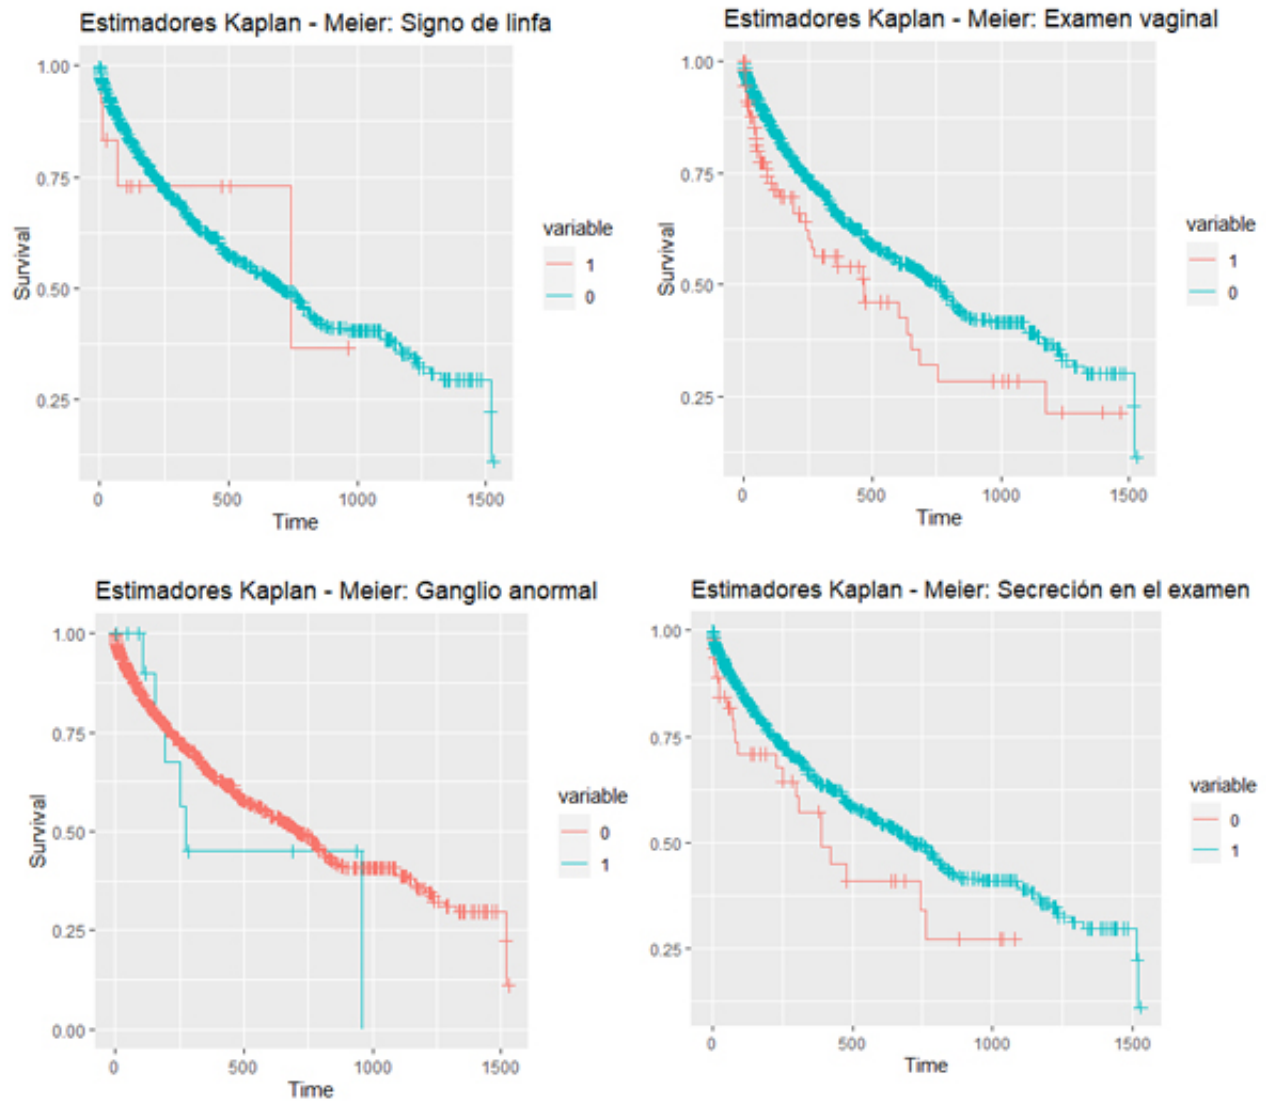 Estimadores Kaplan - Meier: Signo de linfa
1.00
0.75
0.50
0.25
Survival
0
500
1000
1500
Time
variable
1
0
Estimadores Kaplan - Meier: Examen vaginal
1.00
0.75
0.50
0.25
Survival
0
500
1000
1500
Time
variable
1
0
Estimadores Kaplan - Meier: Ganglio anormal
1.00
0.75
0.50
0.25
0.00
Survival
0
500
1000
1500
Time
variable
0
1
Estimadores Kaplan - Meier: Secreción en el examen
1.00
0.75
0.50
0.25
Survival
0
500
1000
1500
Time
variable
0
1